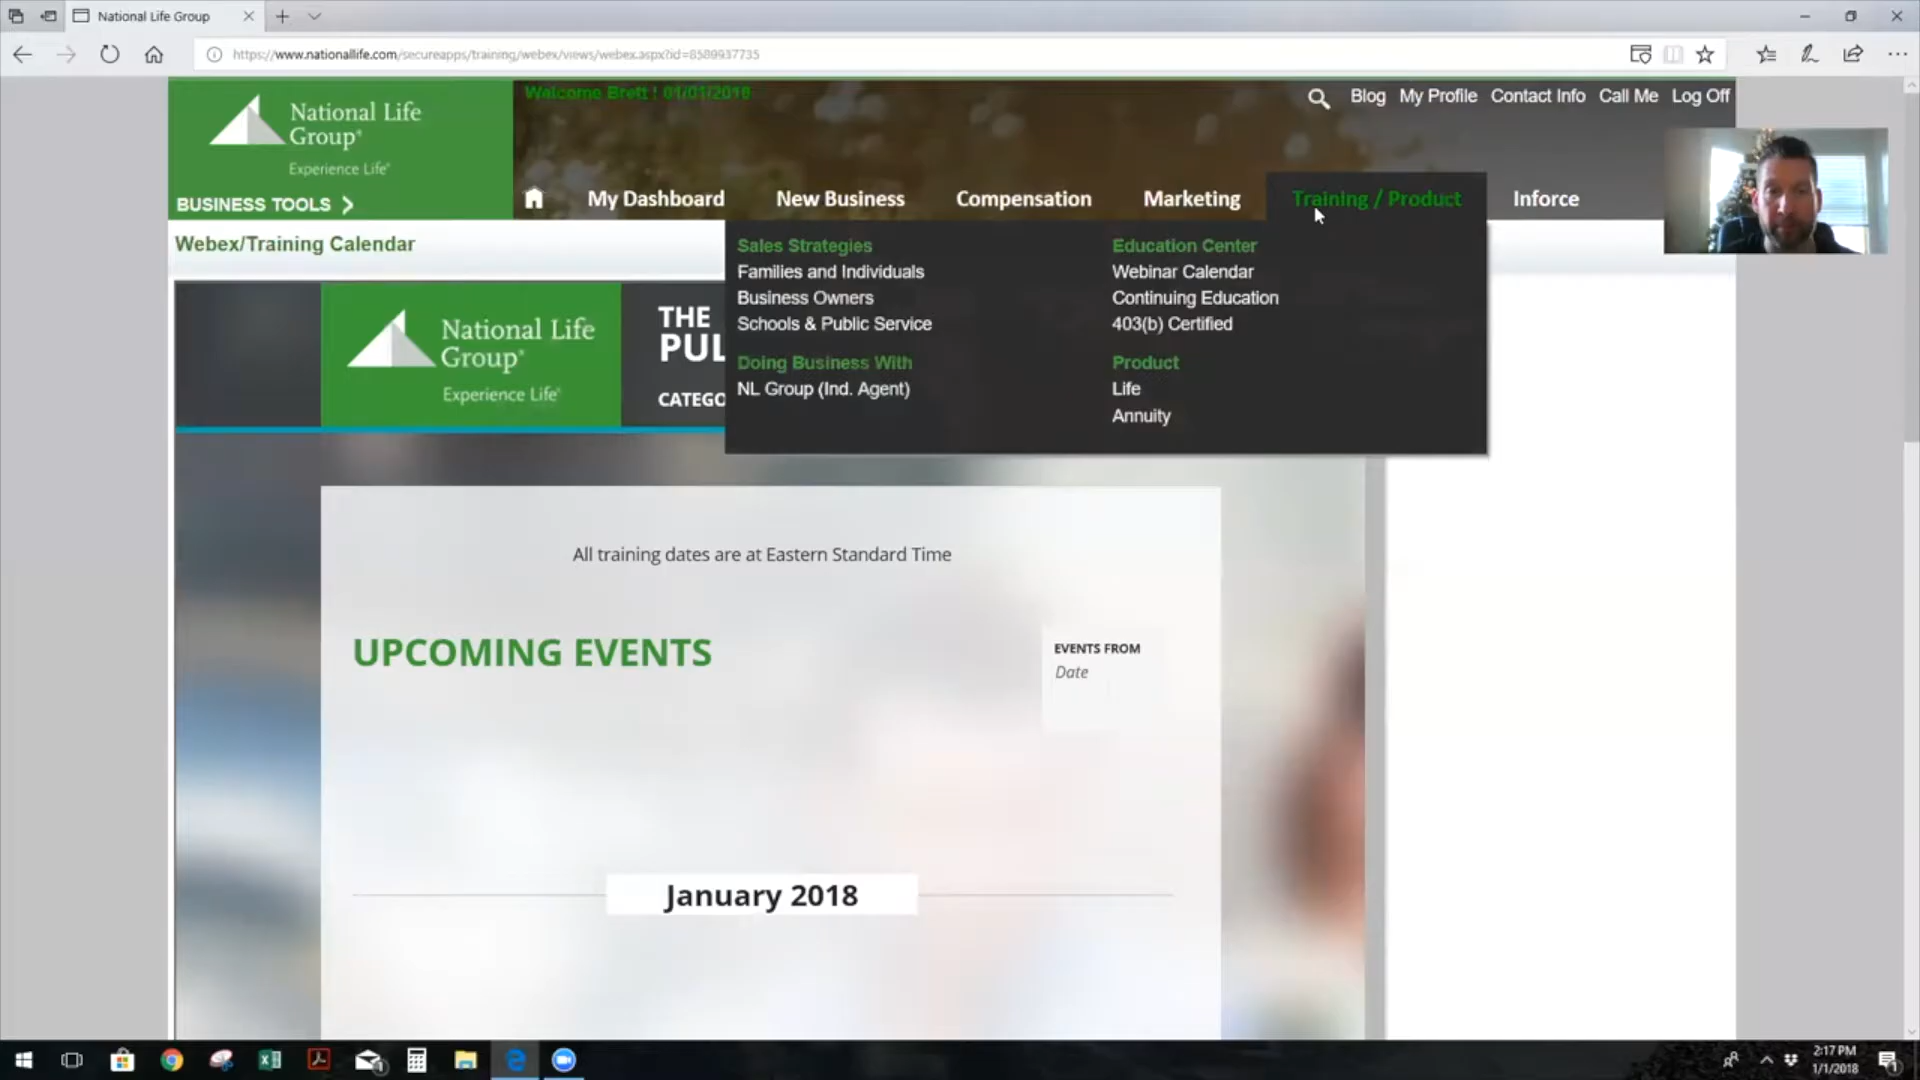 National Life Group
https://www.nationallife.com/secureapps/training/webex/views/webex.aspx?id=8589937735
National Life
Group®
Experience Life®
BUSINESS TOOLS
Welcome Brett ! 01/01/2018
Blog My Profile Contact Info Call Me Log Off
My Dashboard New Business Compensation Marketing Training / Product Inforce
Webex/Training Calendar
Sales Strategies
Families and Individuals
Business Owners
Schools & Public Service
Doing Business With
NL Group (Ind. Agent)
Education Center
Webinar Calendar
Continuing Education
403(b) Certified
Product
Life
Annuity
National Life
Group®
Experience Life®
THE
PUL
CATEGO
All training dates are at Eastern Standard Time
UPCOMING EVENTS
EVENTS FROM
Date
January 2018
2:17 PM
1/1/2018